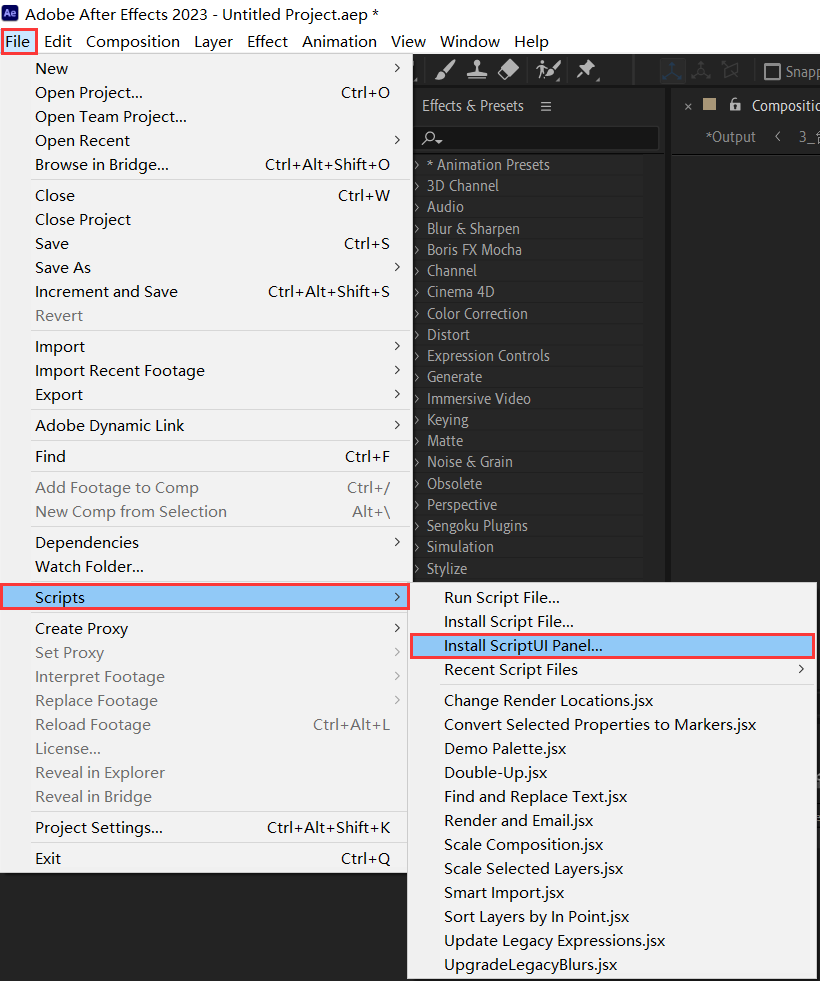 Ae Adobe After Effects 2023 - Untitled Project.aep *
File Edit Composition Layer Effect Animation View Window Help
New
Open Project... Ctrl+O
Open Team Project...
Open Recent
Browse in Bridge... Ctrl+Alt+Shift+O
Close Ctrl+W
Close Project
Save Ctrl+S
Save As
Increment and Save Ctrl+Alt+Shift+S
Revert
Import
Import Recent Footage
Export
Adobe Dynamic Link
Find Ctrl+F
Add Footage to Comp Ctrl+/
New Comp from Selection Alt+\
Dependencies
Watch Folder...
Scripts
Create Proxy
Set Proxy
Interpret Footage
Replace Footage
Reload Footage Ctrl+Alt+L
License...
Reveal in Explorer
Reveal in Bridge
Project Settings... Ctrl+Alt+Shift+K
Exit Ctrl+Q
Snapp
Effects & Presets
Compositio
*Output
* Animation Presets
3D Channel
Audio
Blur & Sharpen
Boris FX Mocha
Channel
Cinema 4D
Color Correction
Distort
Expression Controls
Generate
Immersive Video
Keying
Matte
Noise & Grain
Obsolete
Perspective
Sengoku Plugins
Simulation
Stylize
Run Script File...
Install Script File...
Install ScriptUI Panel...
Recent Script Files
Change Render Locations.jsx
Convert Selected Properties to Markers.jsx
Demo Palette.jsx
Double-Up.jsx
Find and Replace Text.jsx
Render and Email.jsx
Scale Composition.jsx
Scale Selected Layers.jsx
Smart Import.jsx
Sort Layers by In Point.jsx
Update Legacy Expressions.jsx
UpgradeLegacyBlurs.jsx